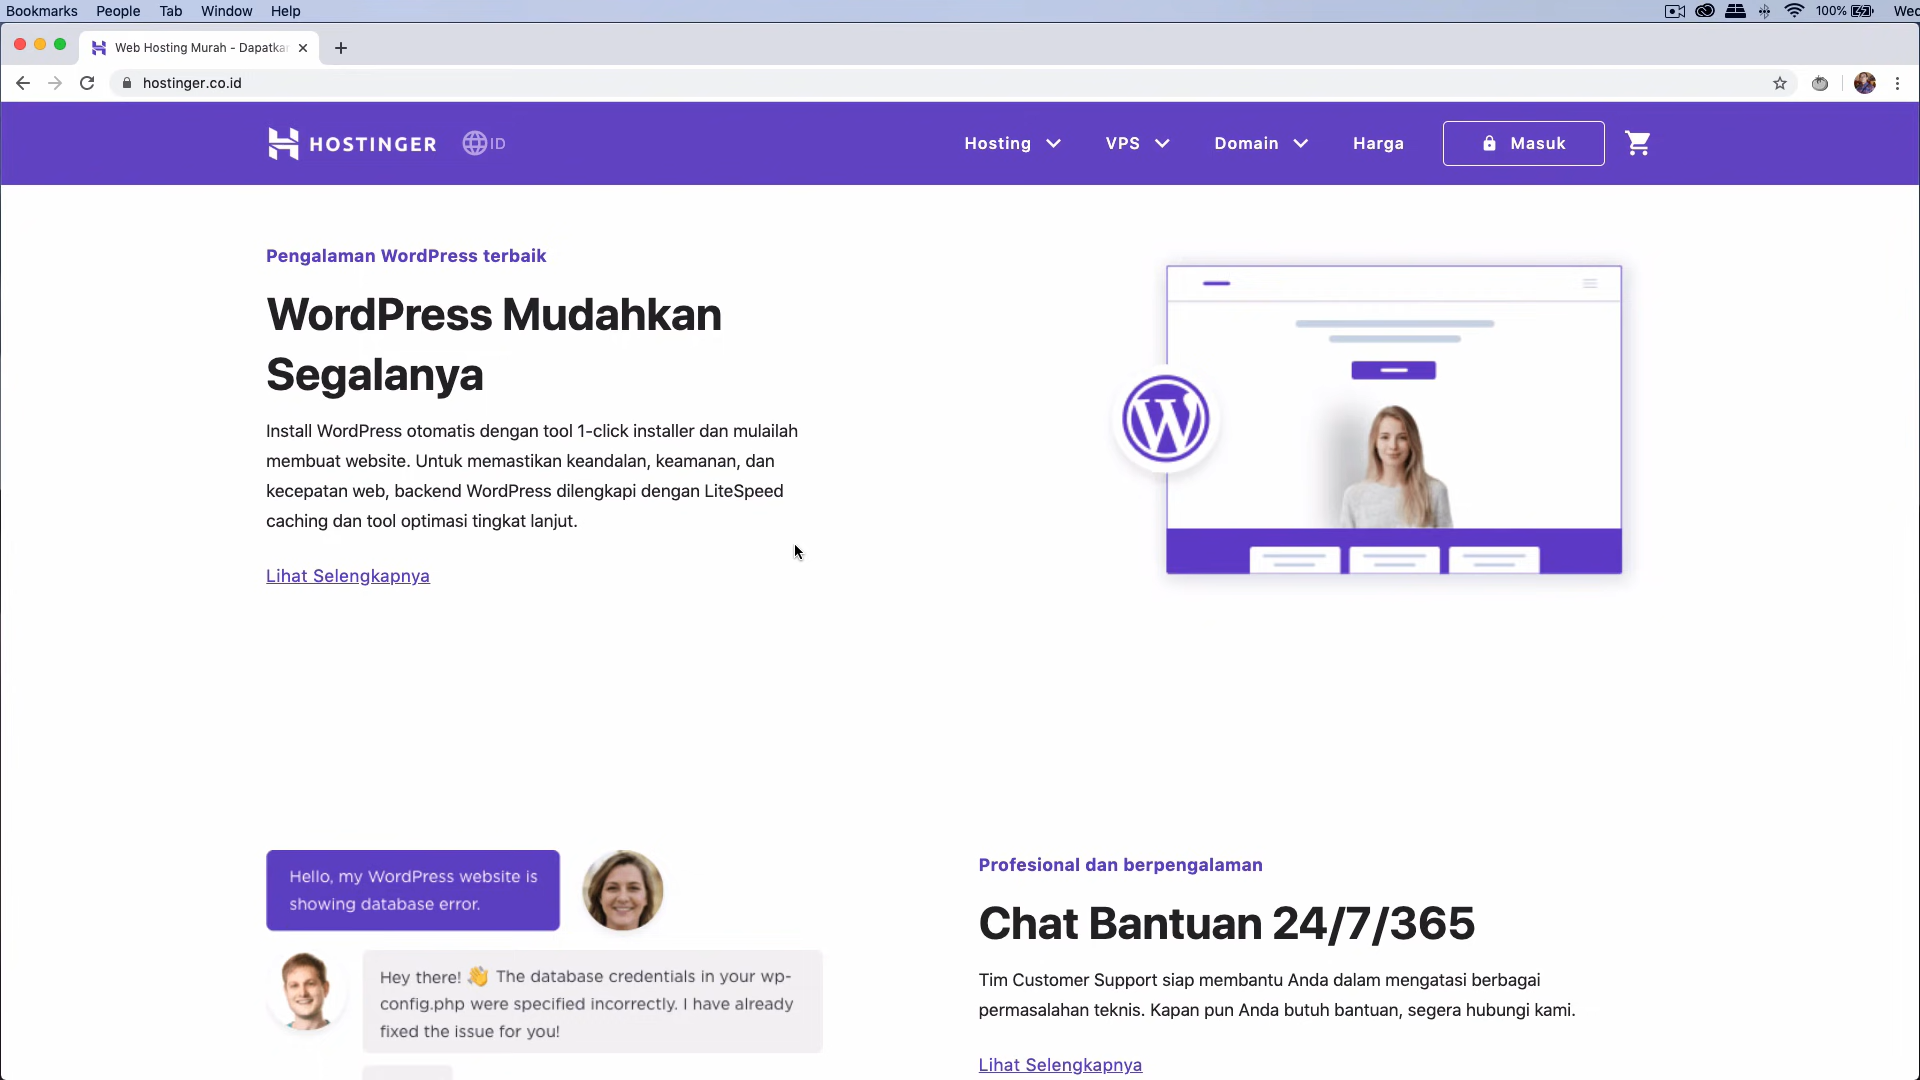 Bookmarks People Tab Window Help
100% Wed
Web Hosting Murah - Dapatka
hostinger.co.id
HOSTINGER ID
Hosting VPS Domain Harga Masuk
Pengalaman WordPress terbaik
WordPress Mudahkan
Segalanya
Install WordPress otomatis dengan tool 1-click installer dan mulailah
membuat website. Untuk memastikan keandalan, keamanan, dan
kecepatan web, backend WordPress dilengkapi dengan LiteSpeed
caching dan tool optimasi tingkat lanjut.
Lihat Selengkapnya
Hello, my WordPress website is
showing database error.
Hey there! 👋 The database credentials in your wp-
config.php were specified incorrectly. I have already
fixed the issue for you!
Profesional dan berpengalaman
Chat Bantuan 24/7/365
Tim Customer Support siap membantu Anda dalam mengatasi berbagai
permasalahan teknis. Kapan pun Anda butuh bantuan, segera hubungi kami.
Lihat Selengkapnya